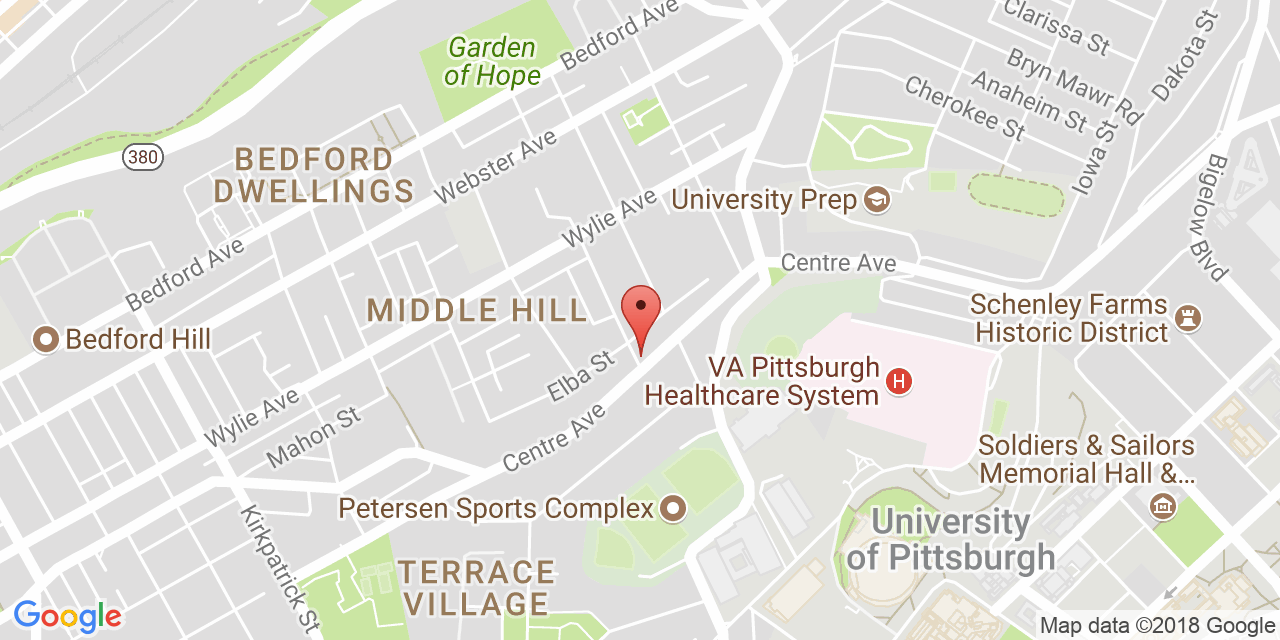 Clarissa St
Bedford Ave
Garden
of Hope
Bryn Mawr Rd
Dakota St
Anaheim St
Cherokee St
380
BEDFORD
DWELLINGS
Webster Ave
Iowa St
Bigelow Blvd
University Prep
Wylie Ave
Bedford Ave
Centre Ave
MIDDLE HILL
Schenley Farms
Historic District
Bedford Hill
Elba St
VA Pittsburgh
Healthcare System
H
Wylie Ave
Mahon St
Centre Ave
Soldiers & Sailors
Memorial Hall &...
Petersen Sports Complex
Kirkpatrick St
University
of Pittsburgh
TERRACE
VILLAGE
Google
Map data ©2018 Google